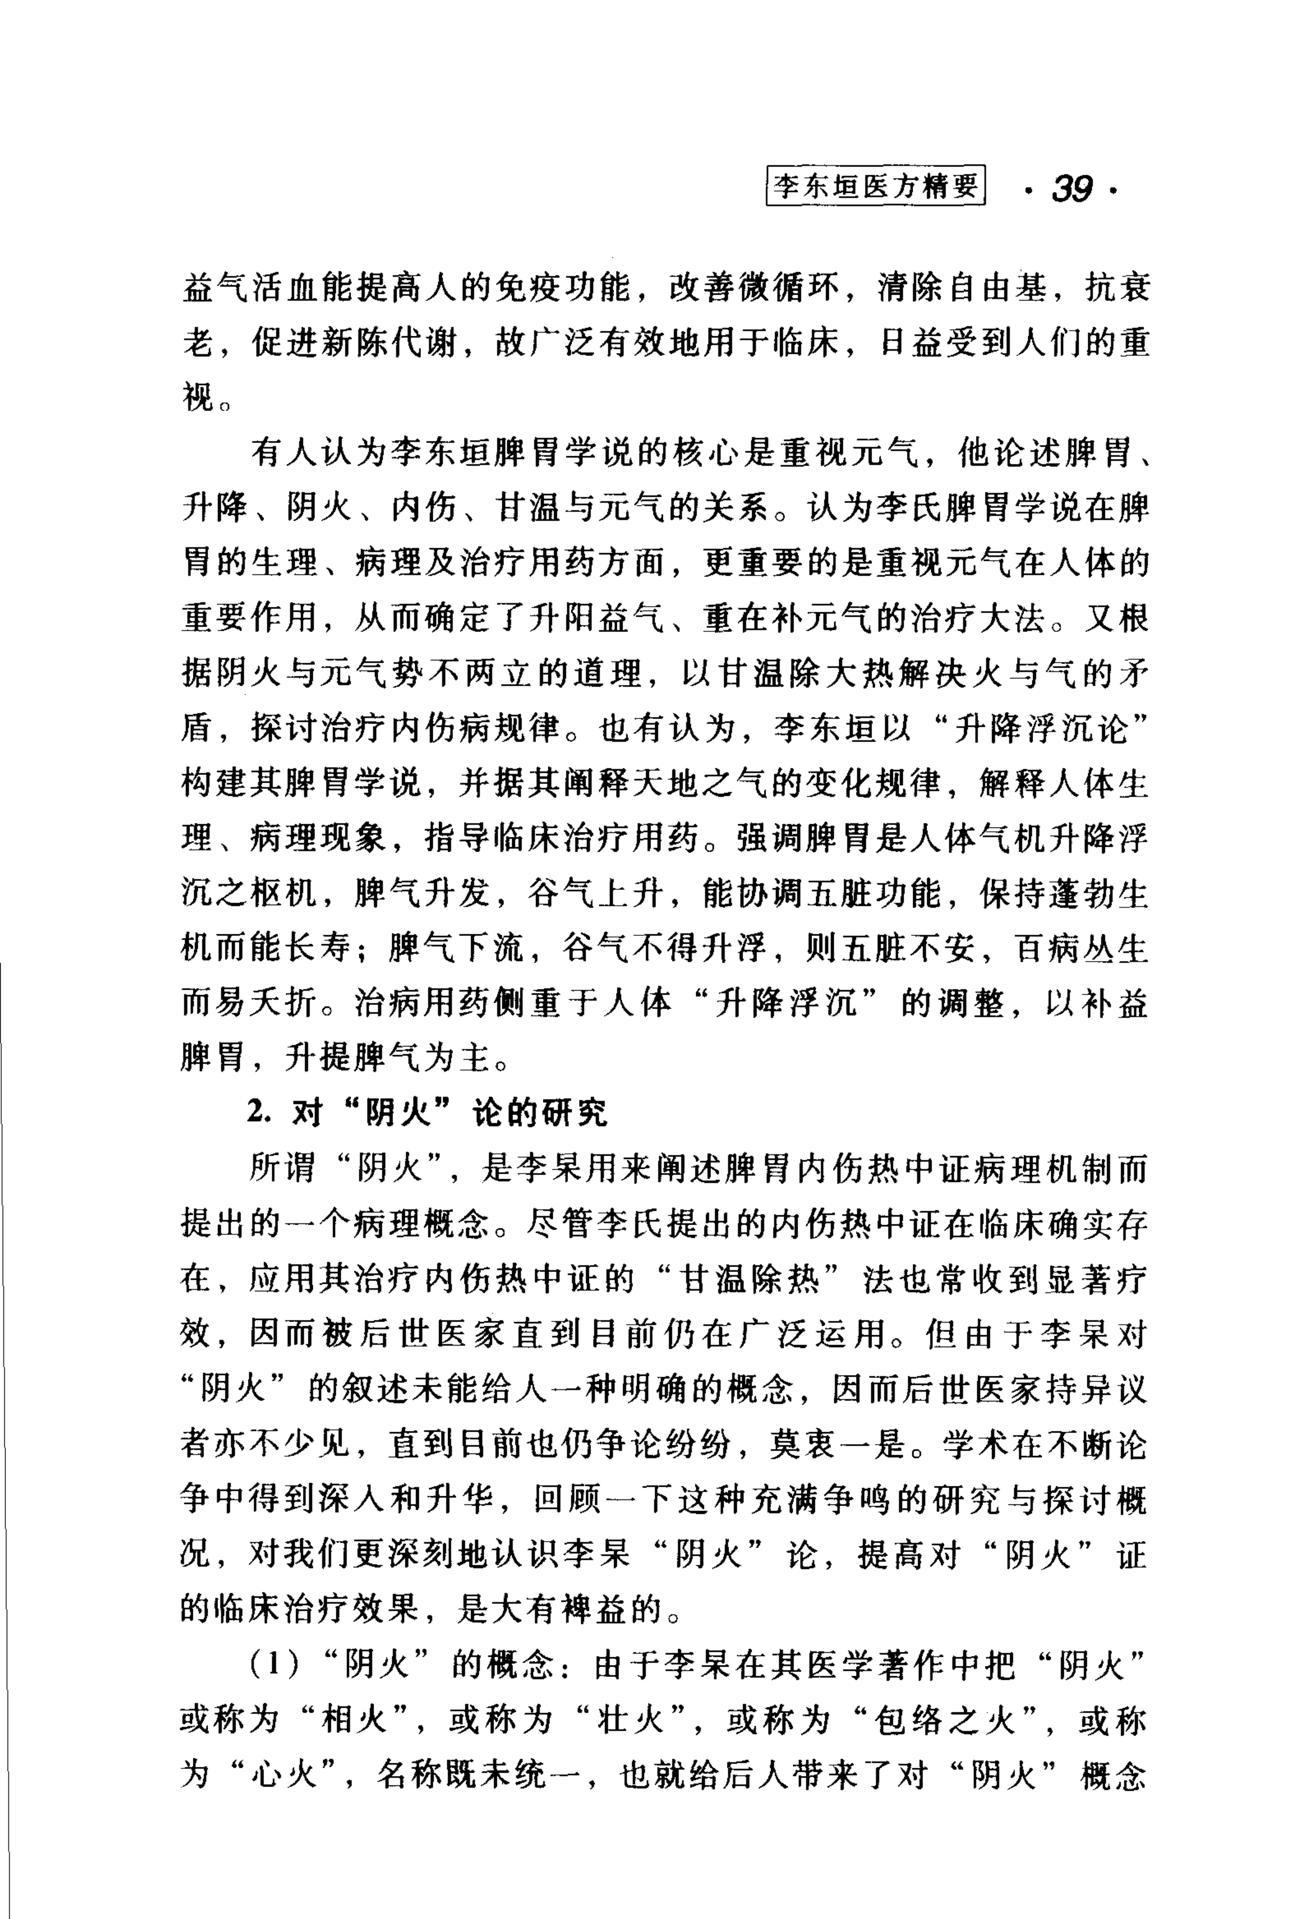 李东垣医方精要 · 39 ·
益气活血能提高人的免疫功能，改善微循环，清除自由基，抗衰
老，促进新陈代谢，故广泛有效地用于临床，日益受到人们的重
视。
有人认为李东垣脾胃学说的核心是重视元气，他论述脾胃、
升降、阴火、内伤、甘温与元气的关系。认为李氏脾胃学说在脾
胃的生理、病理及治疗用药方面，更重要的是重视元气在人体的
重要作用，从而确定了升阳益气、重在补元气的治疗大法。又根
据阴火与元气势不两立的道理，以甘温除大热解决火与气的矛
盾，探讨治疗内伤病规律。也有认为，李东垣以“升降浮沉论”
构建其脾胃学说，并据其阐释天地之气的变化规律，解释人体生
理、病理现象，指导临床治疗用药。强调脾胃是人体气机升降浮
沉之枢机，脾气升发，谷气上升，能协调五脏功能，保持蓬勃生
机而能长寿；脾气下流，谷气不得升浮，则五脏不安，百病丛生
而易夭折。治病用药侧重于人体“升降浮沉”的调整，以补益
脾胃，升提脾气为主。
2. 对“阴火”论的研究
所谓“阴火”，是李杲用来阐述脾胃内伤热中证病理机制而
提出的一个病理概念。尽管李氏提出的内伤热中证在临床确实存
在，应用其治疗内伤热中证的“甘温除热”法也常收到显著疗
效，因而被后世医家直到目前仍在广泛运用。但由于李杲对
“阴火”的叙述未能给人一种明确的概念，因而后世医家持异议
者亦不少见，直到目前也仍争论纷纷，莫衷一是。学术在不断论
争中得到深入和升华，回顾一下这种充满争鸣的研究与探讨概
况，对我们更深刻地认识李杲“阴火”论，提高对“阴火”证
的临床治疗效果，是大有裨益的。
(1)“阴火”的概念：由于李杲在其医学著作中把“阴火”
或称为“相火”，或称为“壮火”，或称为“包络之火”，或称
为“心火”，名称既未统一，也就给后人带来了对“阴火”概念